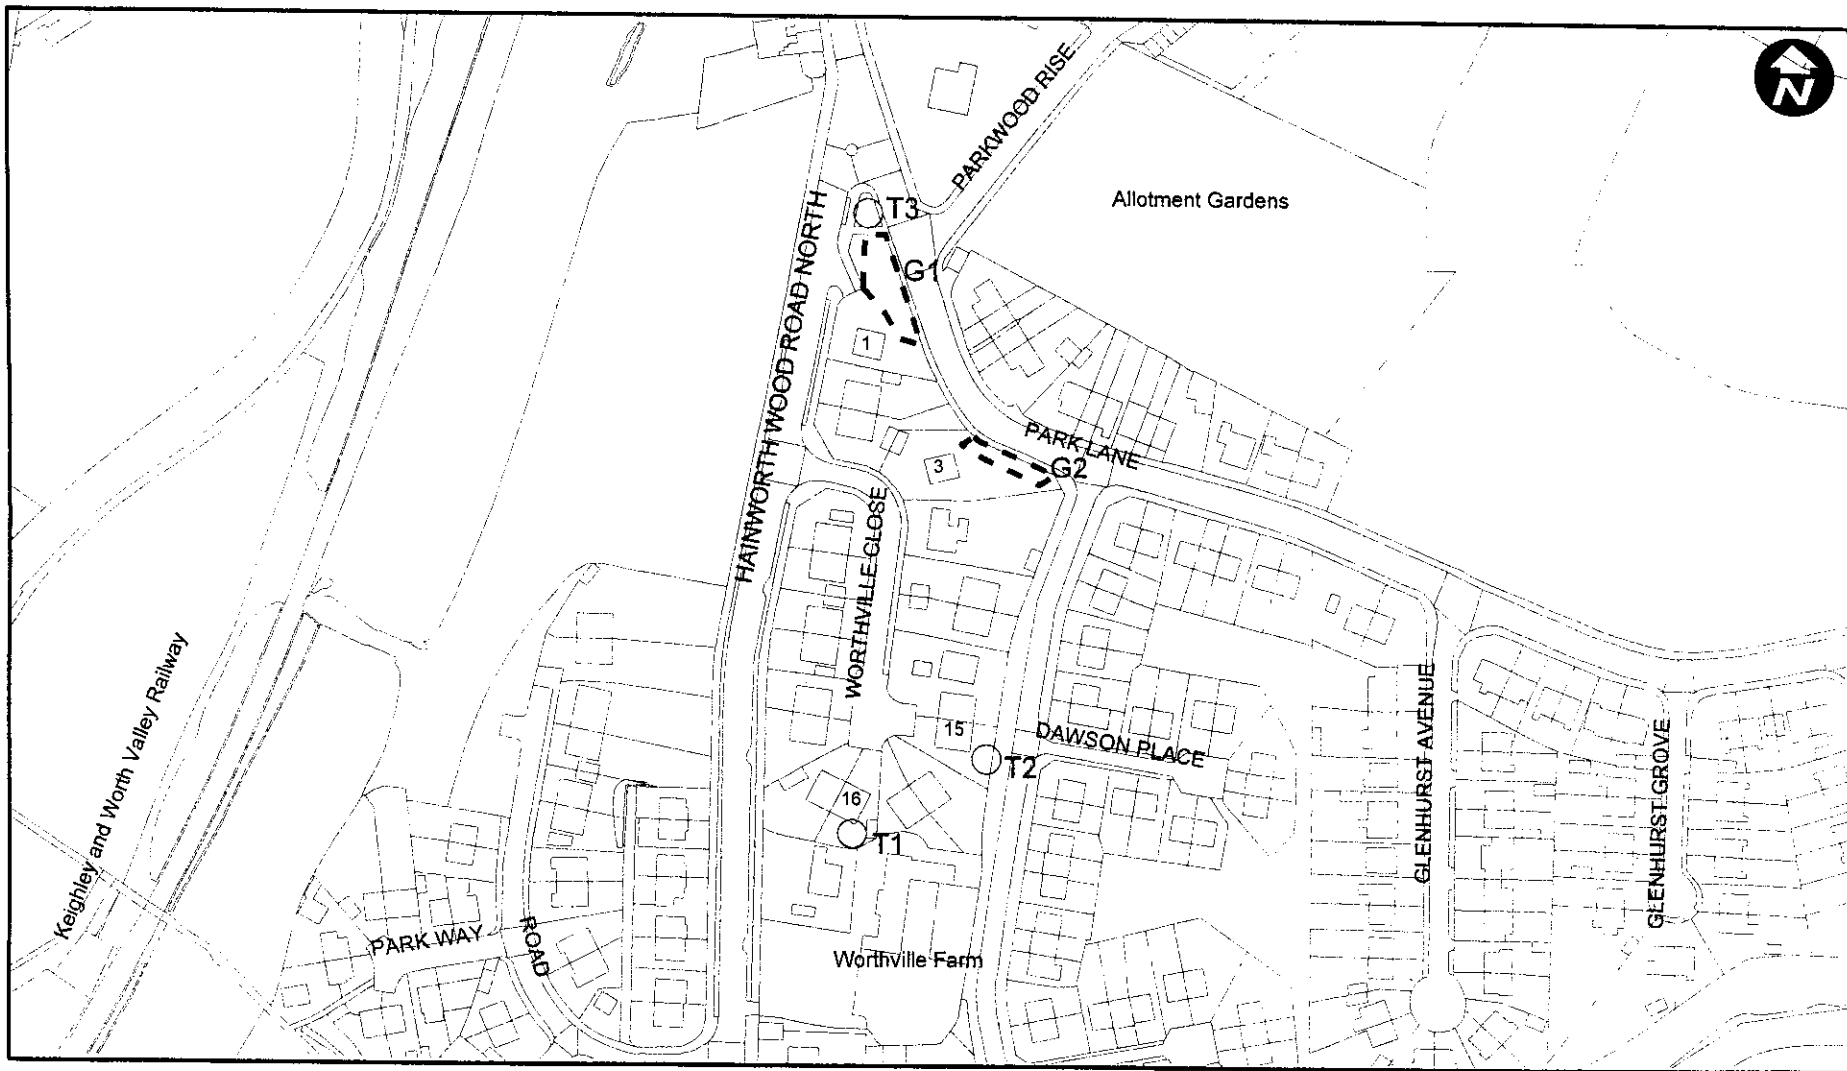 N
PARKWOOD RISE
Allotment Gardens
T3
HAINWORTH WOOD ROAD NORTH
G1
1
PARK LANE
3
G2
WORTHVILLE CLOSE
Keighley and Worth Valley Railway
15
DAWSON PLACE
T2
GLENHURST AVENUE
GLENHURST GROVE
16
T1
PARK WAY
ROAD
Worthville Farm